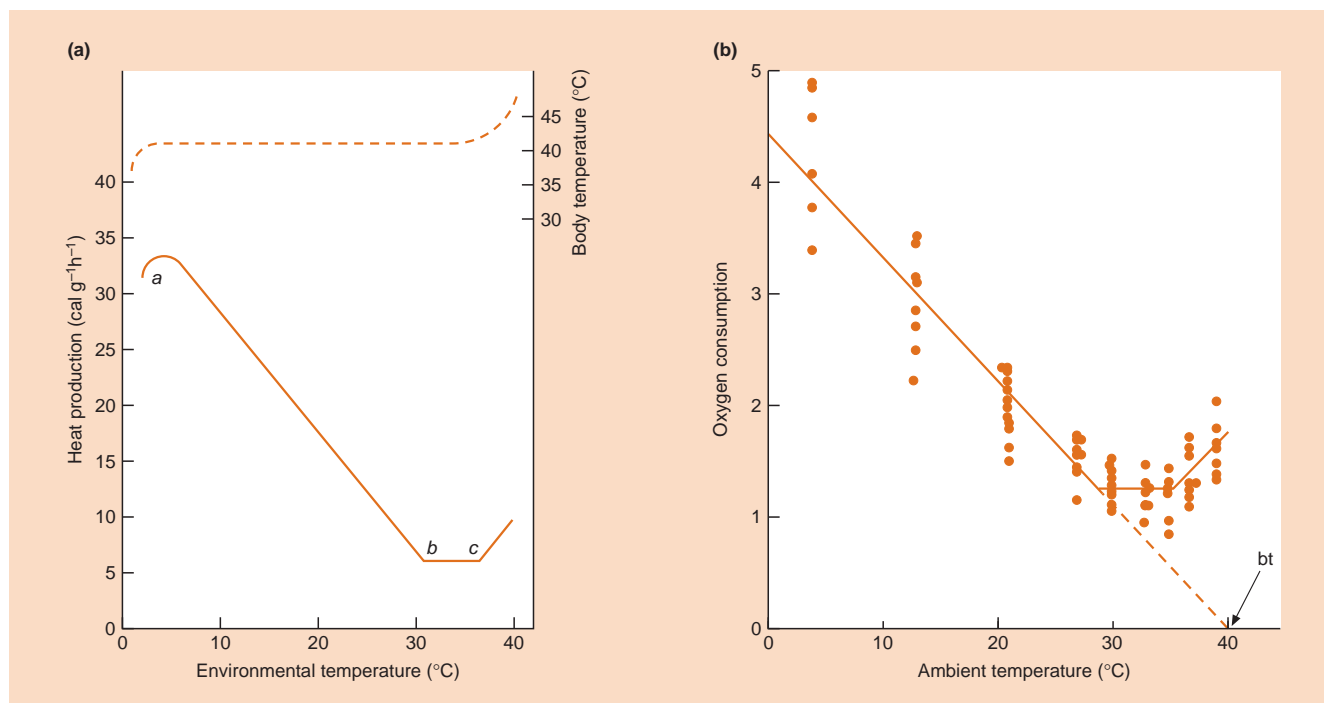 (a)
40
35
30
25
20
15
10
5
0
Heat production (cal g⁻¹h⁻¹)
a
b
c
45
40
35
30
Body temperature (°C)
0
10
20
30
40
Environmental temperature (°C)
(b)
5
4
3
2
1
0
Oxygen consumption
bt
0
10
20
30
40
Ambient temperature (°C)